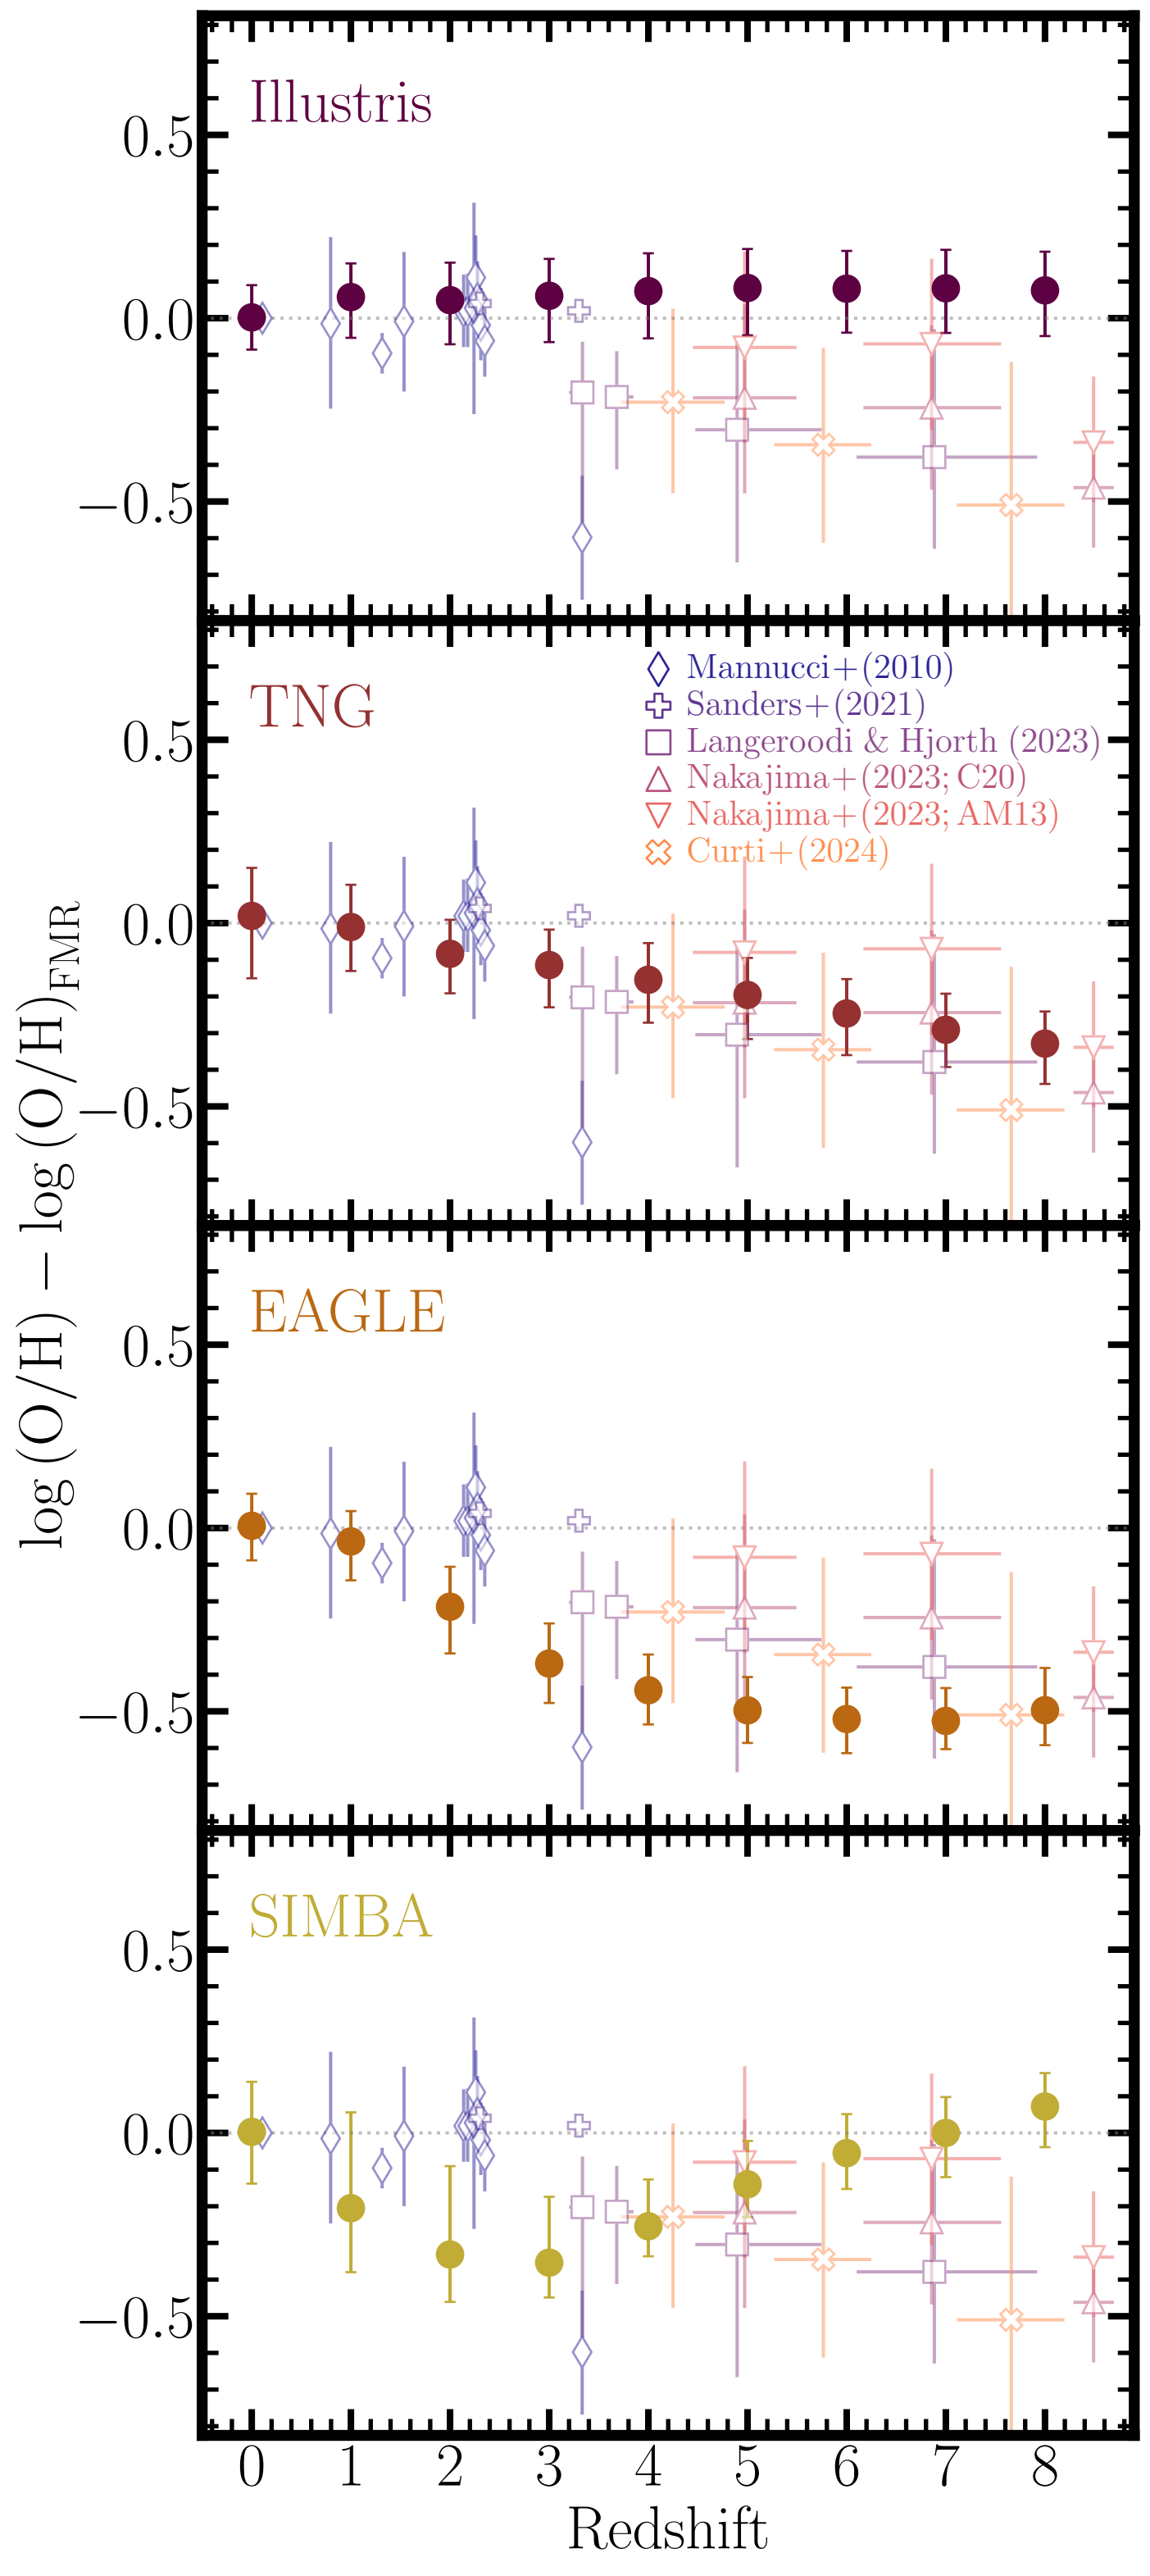 Illustris
0.5
0.0
−0.5
TNG
Mannucci+(2010)
Sanders+(2021)
Langeroodi & Hjorth (2023)
Nakajima+(2023; C20)
Nakajima+(2023; AM13)
Curti+(2024)
0.5
0.0
−0.5
log (O/H) − log (O/H)FMR
EAGLE
0.5
0.0
−0.5
SIMBA
0.5
0.0
−0.5
0 1 2 3 4 5 6 7 8
Redshift